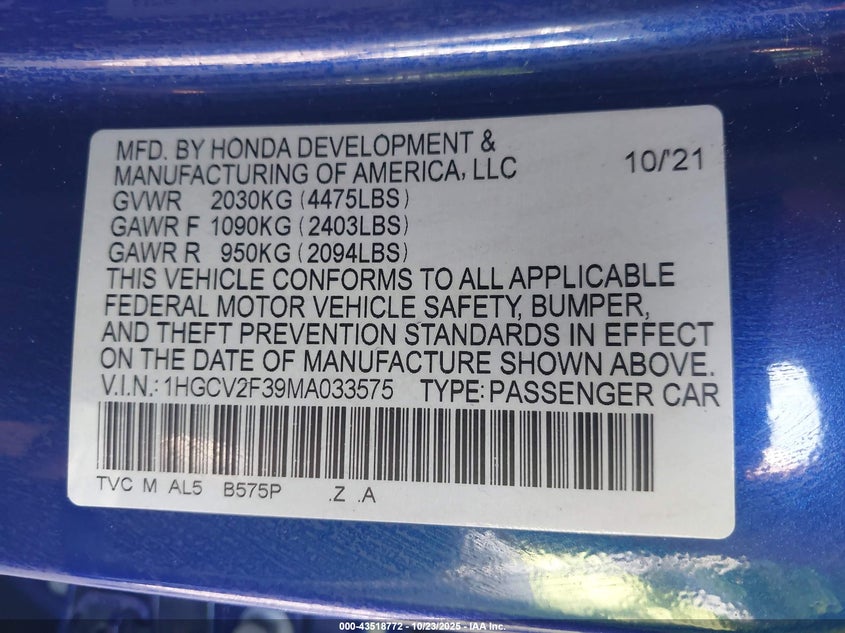 MFD. BY HONDA DEVELOPMENT &
MANUFACTURING OF AMERICA, LLC 10/'21
GVWR 2030KG (4475LBS)
GAWR F 1090KG (2403LBS)
GAWR R 950KG (2094LBS)
THIS VEHICLE CONFORMS TO ALL APPLICABLE
FEDERAL MOTOR VEHICLE SAFETY, BUMPER,
AND THEFT PREVENTION STANDARDS IN EFFECT
ON THE DATE OF MANUFACTURE SHOWN ABOVE.
V.I.N.: 1HGCV2F39MA033575 TYPE: PASSENGER CAR
TVC M AL5 B575P .Z .A
000-43518772 - 10/23/2025 - IAA Inc.